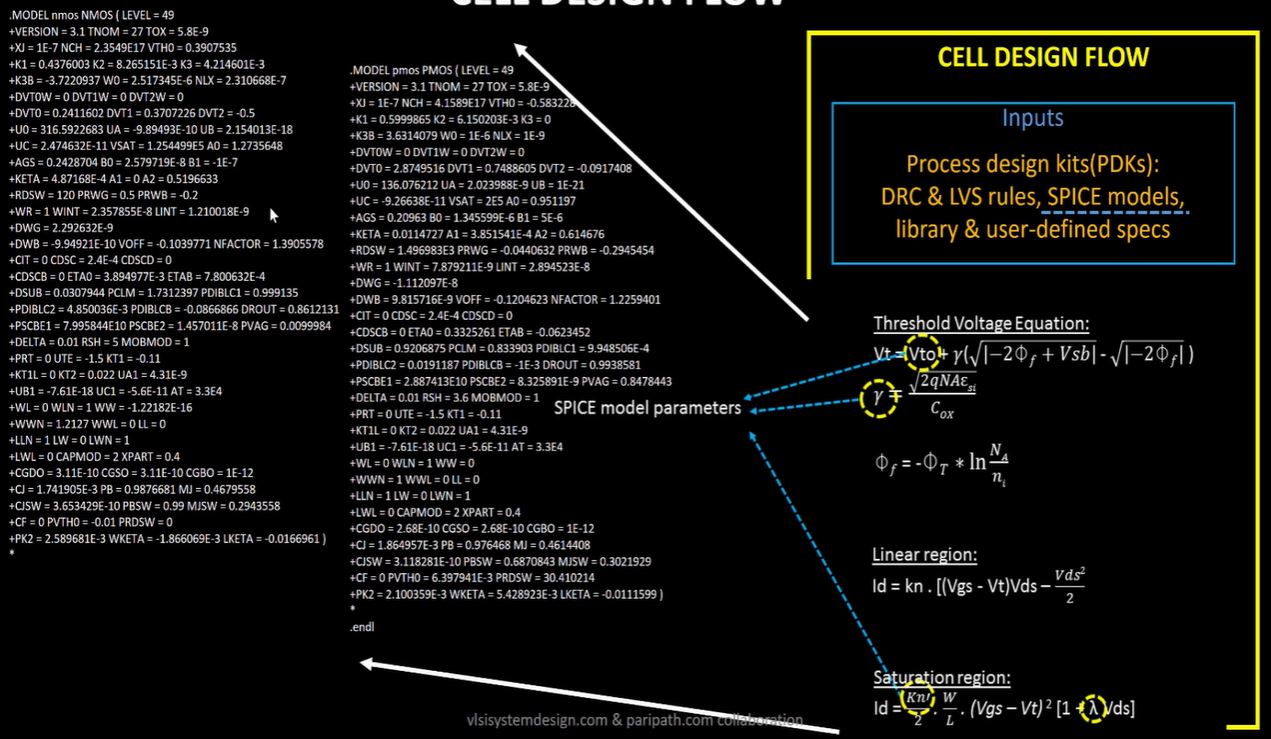 CELL DESIGN FLOW
.MODEL nmos NMOS ( LEVEL = 49
+VERSION = 3.1 TNOM = 27 TOX = 5.8E-9
+XJ = 1E-7 NCH = 2.3549E17 VTH0 = 0.3907535
+K1 = 0.4376003 K2 = 8.265151E-3 K3 = 4.214601E-3
+K3B = -3.7220937 W0 = 2.517345E-6 NLX = 2.310668E-7
+DVT0W = 0 DVT1W = 0 DVT2W = 0
+DVT0 = 0.2411602 DVT1 = 0.3707226 DVT2 = -0.5
+U0 = 316.5922683 UA = -9.89493E-10 UB = 2.154013E-18
+UC = 2.474632E-11 VSAT = 1.254499E5 A0 = 1.2735648
+AGS = 0.2428704 B0 = 2.579719E-8 B1 = -1E-7
+KETA = 4.87168E-4 A1 = 0 A2 = 0.5196633
+RDSW = 120 PRWG = 0.5 PRWB = -0.2
+WR = 1 WINT = 2.357855E-8 LINT = 1.210018E-9
+DWG = 2.292632E-9
+DWB = -9.94921E-10 VOFF = -0.1039771 NFACTOR = 1.3905578
+CIT = 0 CDSC = 2.4E-4 CDSCD = 0
+CDSCB = 0 ETA0 = 3.894977E-3 ETAB = 7.800632E-4
+DSUB = 0.0307944 PCLM = 1.7312397 PDIBLC1 = 0.999135
+PDIBLC2 = 4.850036E-3 PDIBLCB = -0.0866866 DROUT = 0.8612131
+PSCBE1 = 7.995844E10 PSCBE2 = 1.457011E-8 PVAG = 0.0099984
+DELTA = 0.01 RSH = 5 MOBMOD = 1
+PRT = 0 UTE = -1.5 KT1 = -0.11
+KT1L = 0 KT2 = 0.022 UA1 = 4.31E-9
+UB1 = -7.61E-18 UC1 = -5.6E-11 AT = 3.3E4
+WL = 0 WLN = 1 WW = -1.22182E-16
+WWN = 1.2127 WWL = 0 LL = 0
+LLN = 1 LW = 0 LWN = 1
+LWL = 0 CAPMOD = 2 XPART = 0.4
+CGDO = 3.11E-10 CGSO = 3.11E-10 CGBO = 1E-12
+CJ = 1.741905E-3 PB = 0.9876681 MJ = 0.4679558
+CJSW = 3.653429E-10 PBSW = 0.99 MJSW = 0.2943558
+CF = 0 PVTH0 = -0.01 PRDSW = 0
+PK2 = 2.589681E-3 WKETA = -1.866069E-3 LKETA = -0.0166961 )
*
.MODEL pmos PMOS ( LEVEL = 49
+VERSION = 3.1 TNOM = 27 TOX = 5.8E-9
+XJ = 1E-7 NCH = 4.1589E17 VTH0 = -0.583228
+K1 = 0.5999865 K2 = 6.150203E-3 K3 = 0
+K3B = 3.6314079 W0 = 1E-6 NLX = 1E-9
+DVT0W = 0 DVT1W = 0 DVT2W = 0
+DVT0 = 2.8749516 DVT1 = 0.7488605 DVT2 = -0.0917408
+U0 = 136.076212 UA = 2.023988E-9 UB = 1E-21
+UC = -9.26638E-11 VSAT = 2E5 A0 = 0.951197
+AGS = 0.20963 B0 = 1.345599E-6 B1 = 5E-6
+KETA = 0.0114727 A1 = 3.851541E-4 A2 = 0.614676
+RDSW = 1.496983E3 PRWG = -0.0440632 PRWB = -0.2945454
+WR = 1 WINT = 7.879211E-9 LINT = 2.894523E-8
+DWG = -1.112097E-8
+DWB = 9.815716E-9 VOFF = -0.1204623 NFACTOR = 1.2259401
+CIT = 0 CDSC = 2.4E-4 CDSCD = 0
+CDSCB = 0 ETA0 = 0.3325261 ETAB = -0.0623452
+DSUB = 0.9206875 PCLM = 0.833903 PDIBLC1 = 9.948506E-4
+PDIBLC2 = 0.0191187 PDIBLCB = -1E-3 DROUT = 0.9938581
+PSCBE1 = 2.887413E10 PSCBE2 = 8.325891E-9 PVAG = 0.8478443
+DELTA = 0.01 RSH = 3.6 MOBMOD = 1
+PRT = 0 UTE = -1.5 KT1 = -0.11
+KT1L = 0 KT2 = 0.022 UA1 = 4.31E-9
+UB1 = -7.61E-18 UC1 = -5.6E-11 AT = 3.3E4
+WL = 0 WLN = 1 WW = 0
+WWN = 1 WWL = 0 LL = 0
+LLN = 1 LW = 0 LWN = 1
+LWL = 0 CAPMOD = 2 XPART = 0.4
+CGDO = 2.68E-10 CGSO = 2.68E-10 CGBO = 1E-12
+CJ = 1.864957E-3 PB = 0.976468 MJ = 0.4614408
+CJSW = 3.118281E-10 PBSW = 0.6870843 MJSW = 0.3021929
+CF = 0 PVTH0 = 6.397941E-3 PRDSW = 30.410214
+PK2 = 2.100359E-3 WKETA = 5.428923E-3 LKETA = -0.0111599 )
*
.endl
SPICE model parameters
CELL DESIGN FLOW
Inputs
Process design kits(PDKs):
DRC & LVS rules, SPICE models,
library & user-defined specs
Threshold Voltage Equation:
Vt = Vto + γ(√|−2Φf + Vsb| - √|−2Φf| )
γ = √2qNAεsi / Cox
Φf = -ΦT * ln NA / ni
Linear region:
Id = kn . [(Vgs - Vt)Vds − Vds² / 2
Saturation region:
Id = Kn′ / 2 . W / L . (Vgs – Vt) ² [1 + λ Vds]
vlsisystemdesign.com & paripath.com collaboration